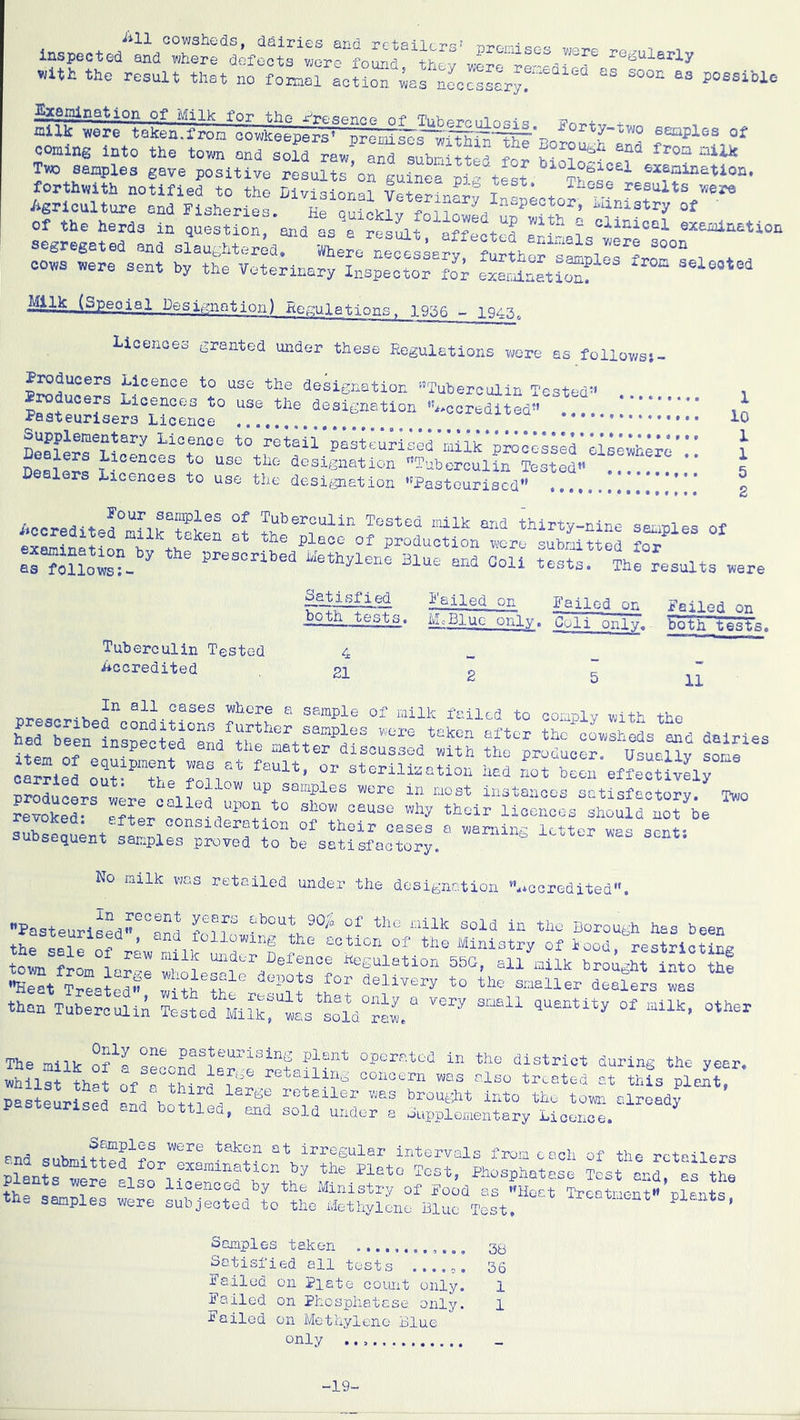 All cowsheds, dairies and retailers' premises were regularly
inspected and where defects were found, they were remedied as soon as possible
with the result that no formal action was necessary.
Examination of Milk for the Presence of Tuberculosis. Forty-two samples of
milk were taken.from cowkeepers' premises within the Borough and from milk
coming into the town and sold raw, and submitted for biological examination.
Two samples gave positive results on guinea pig test. These results were
forthwith notified to the Divisional Veterinary Inspector, Ministry of
Agriculture and Fisheries. He quickly followed up with a clinical examination
of the herds in question, and as a result, affected animals were soon
segregated and slaughtered. Where necessary, further samples from selected
cows were sent by the Veterinary Inspector for examination.
Milk (Special Designation) Regulations, 1936 - 1943.
Licences granted under these Regulations were as follows:-
Producers Licence to use the designation "Tuberculin Tested" ........ 1
Producers Licences to use the designation "Accredited" .............. 10
Pasteurisers Licence ................................................ 1
Supplementary Licence to retail pasteurised milk processed elsewhere .. 1
Dealers Licences to use the designation "Tuberculin Tested" ......... 5
Dealers Licences to use the designation "Pasteurised" ............... 2
Four samples of Tuberculin Tested milk and thirty-nine samples of
Accredited milk taken at the place of production were submitted for
examination by the prescribed Methylene Blue and Coli tests. The results were
as follows:-
Satisfied Failed on Failed on Failed on
both tests. M.Blue only. Coli only. both tests.
Tuberculin Tested 4 - - -
Accredited 21 2 5 11
In all cases where a sample of milk failed to comply with the
prescribed conditions further samples were taken after the cowsheds and dairies
had been inspected and the matter discussed with the producer. Usually some
item of equipment was at fault, or sterilization had not been effectively
carried out: the follow up samples were in most instances satisfactory. Two
producers were called upon to show cause why their licences should not be
revoked: after consideration of their cases a warning letter was sent:
subsequent samples proved to be satisfactory.
No milk was retailed under the designation "Accredited".
In recent years about 90% of the milk sold in the Borough has been
"Pasteurised", and following the action of the Ministry of Food, restricting
the sale of raw milk under Defence Regulation 55G, all milk brought into the
town from large wholesale depots for delivery to the smaller dealers was
"Heat Treated", with the result that only a very small quantity of milk, other
than Tuberculin Tested Milk, was sold raw.
Only one pasteurising plant operated in the district during the year.
The milk of a second large retailing concern was also treated at this plant,
whilst that of a third large retailer was brought into the town already
pasteurised and bottled, and sold under a Supplementary Licence.
Samples were taken at irregular intervals from each of the retailers
and submitted for examination by the Plate Test, Phosphatase Test and, as the
plants were also licenced by the Ministry of Food as "Heat Treatment" plants,
the samples were subjected to the Methylene Blue Test.
Samples taken ............ 38
Satisfied all tests ...... 36
Failed on Plate count only. 1
Failed on Phosphatase only. 1
Failed on Methylene Blue
only .............. -
-19-